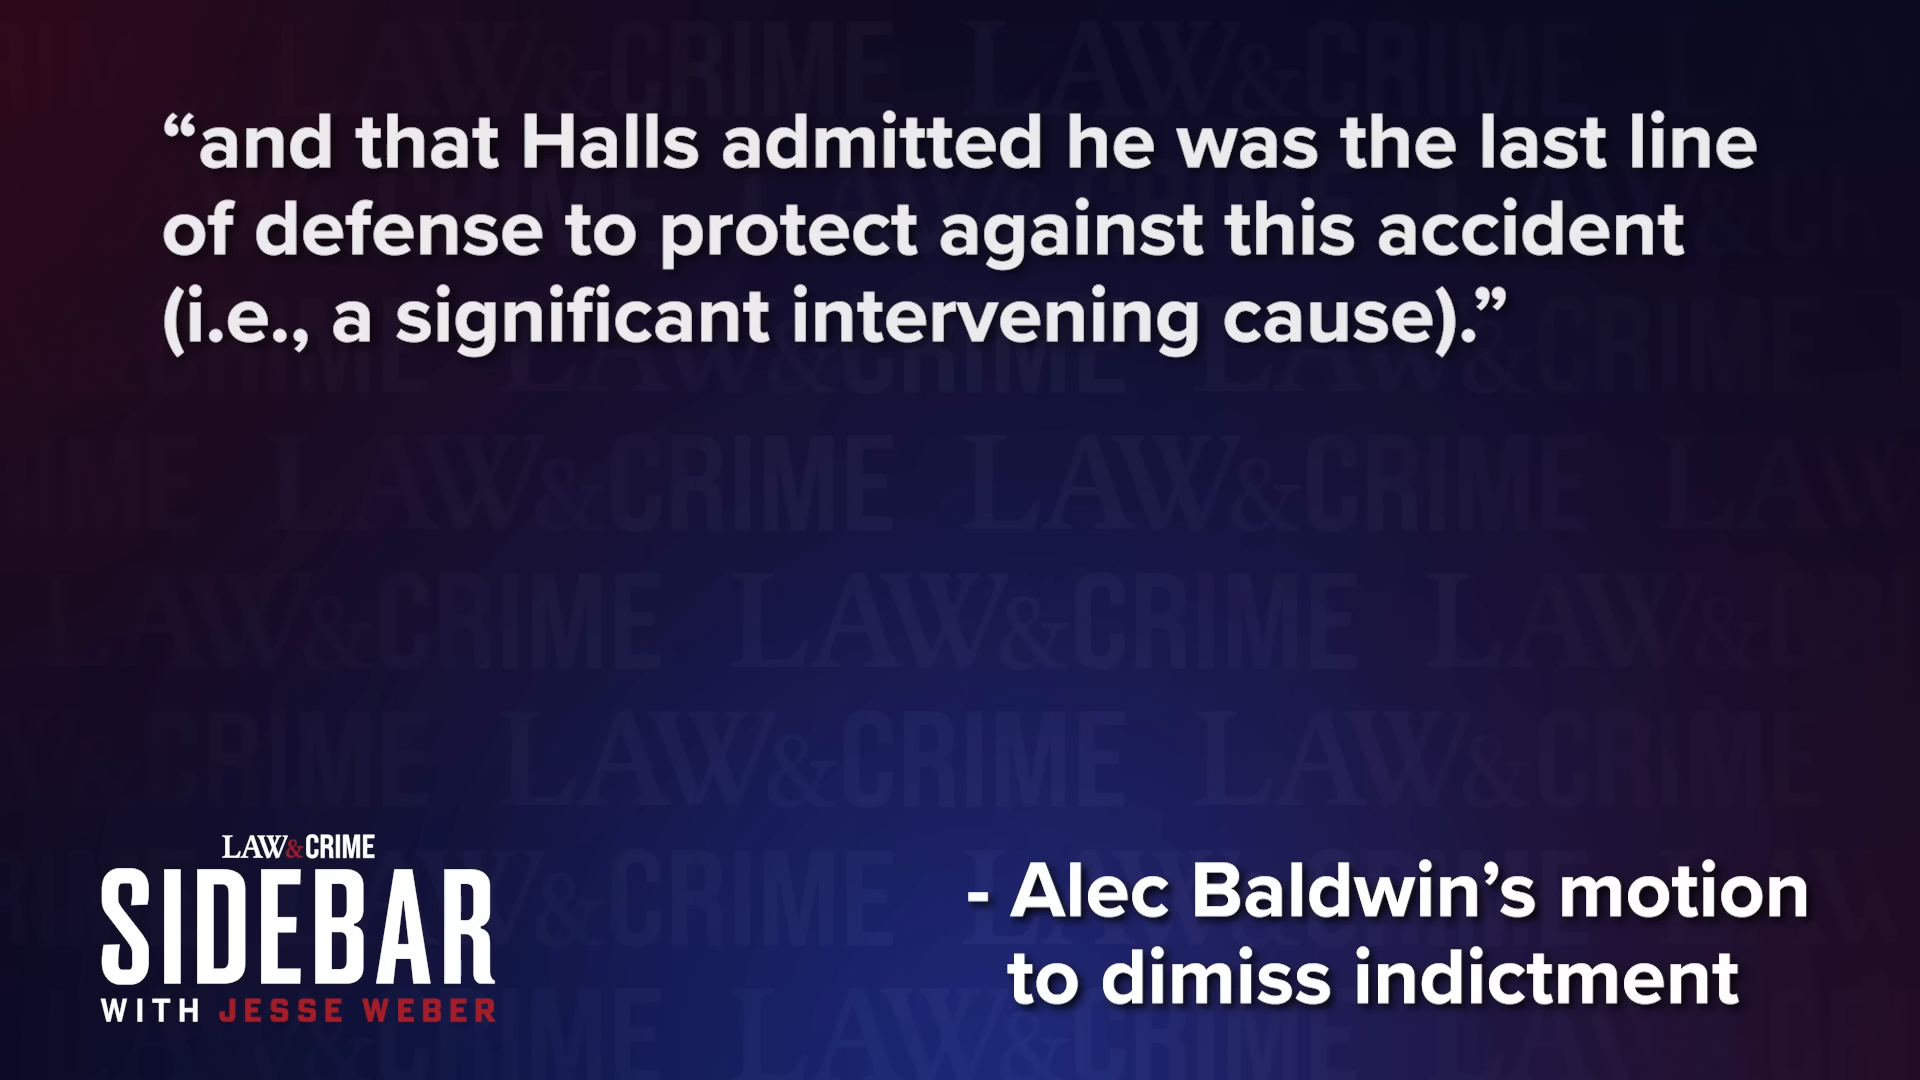 “and that Halls admitted he was the last line
of defense to protect against this accident
(i.e., a significant intervening cause).”
LAW&CRIME
SIDEBAR
WITH JESSE WEBER
- Alec Baldwin’s motion
to dimiss indictment